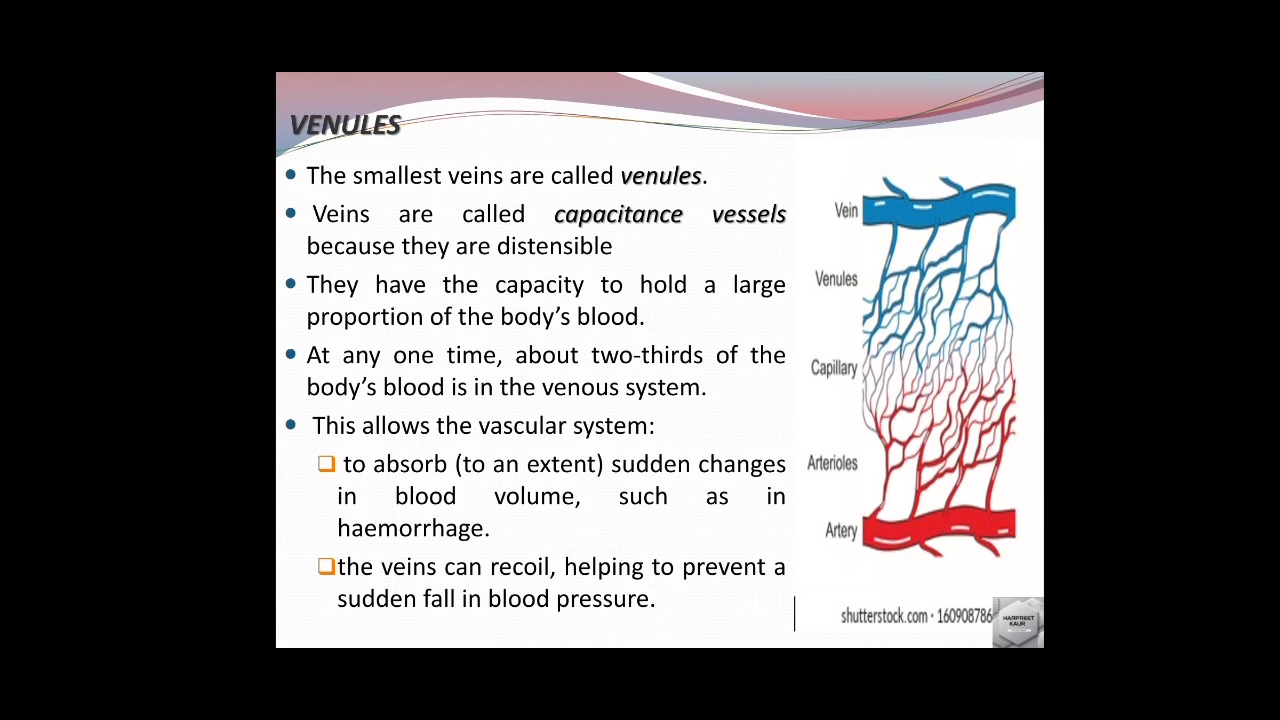 VENULES
The smallest veins are called venules.
Veins are called capacitance vessels
because they are distensible
They have the capacity to hold a large
proportion of the body's blood.
At any one time, about two-thirds of the
body's blood is in the venous system.
This allows the vascular system:
to absorb (to an extent) sudden changes
in blood volume, such as in
haemorrhage.
the veins can recoil, helping to prevent a
sudden fall in blood pressure.
Vein
Venules
Capillary
Arterioles
Artery
shutterstock.com · 160908786
HARPREET
KAUR